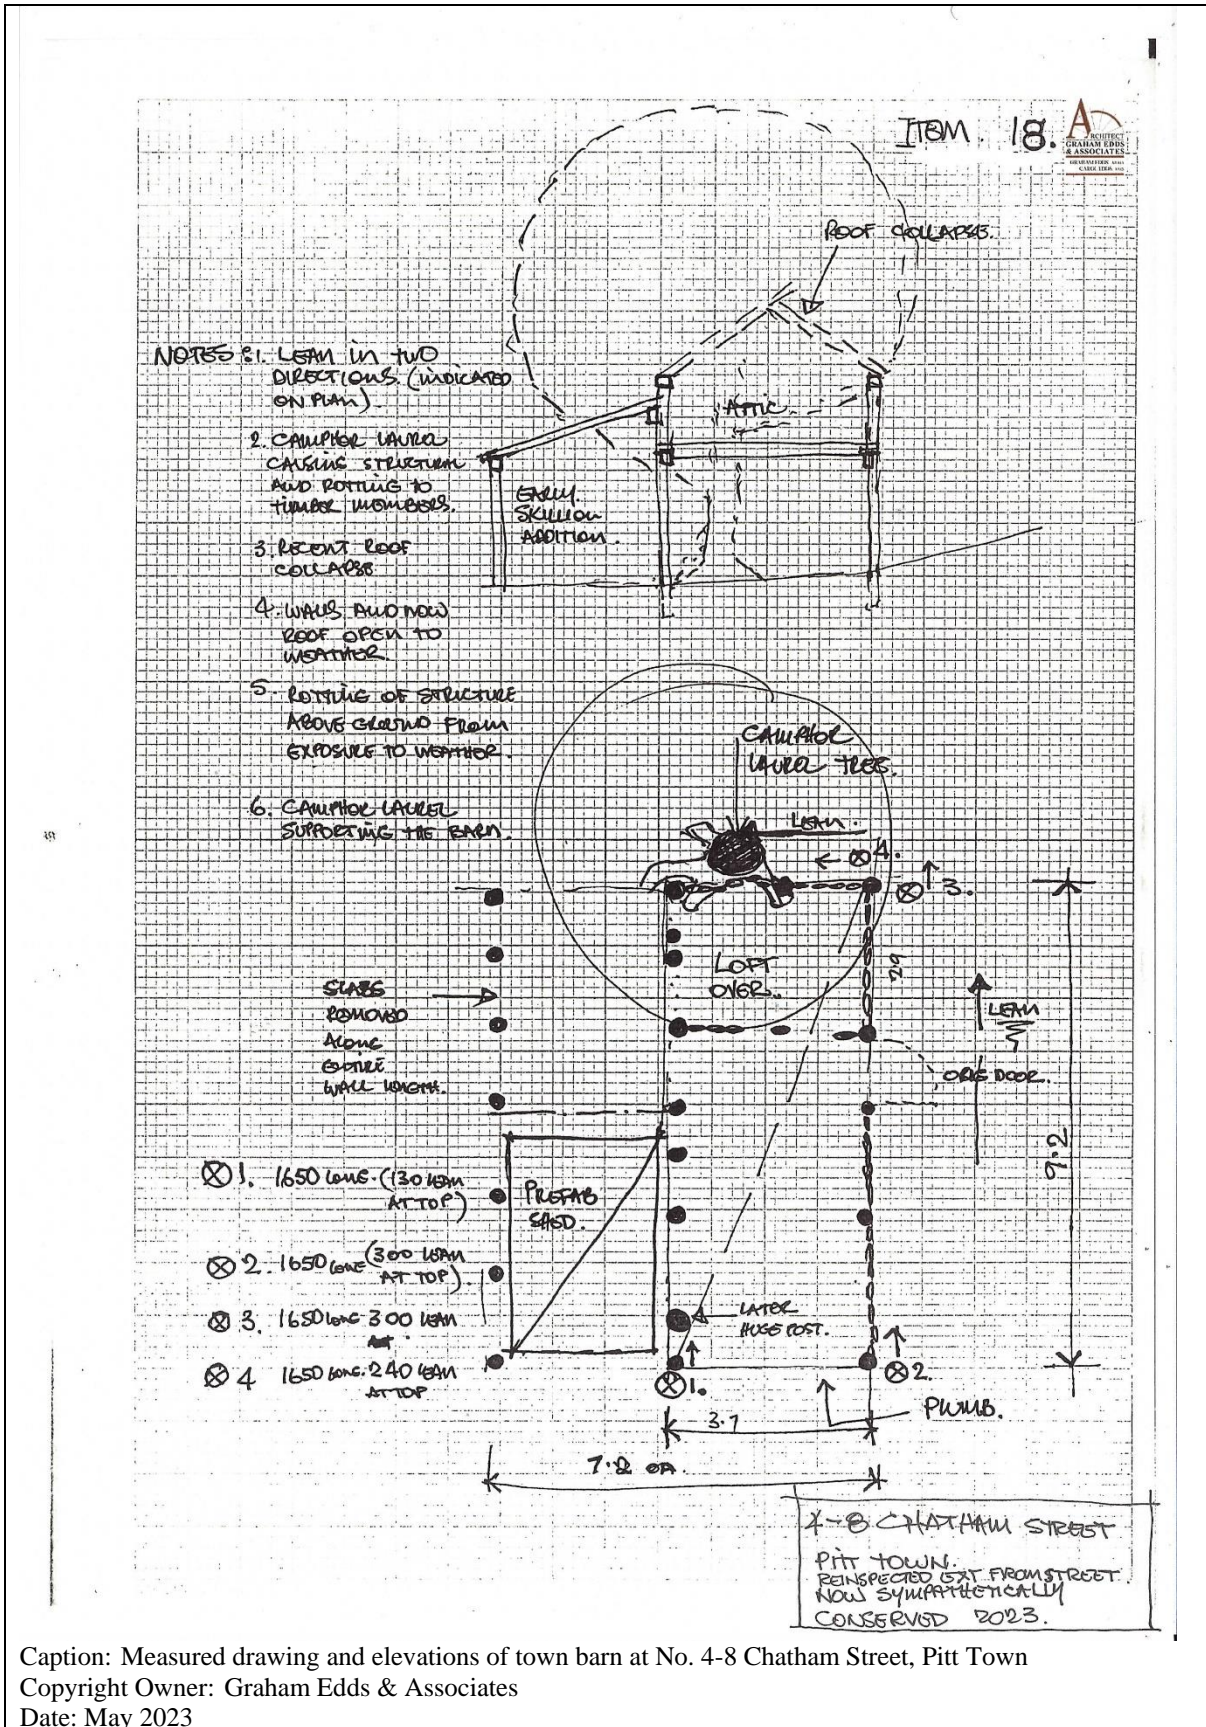 ITEM. 18.
ARCHITECT
GRAHAM EDDS
& ASSOCIATES
ROOF COLLAPSE.
NOTES: 1. LEAN IN TWO
DIRECTIONS. (INDICATED
ON PLAN).
2. CAMPHOR LAUREL
CAUSING STRUCTURAL
AND ROTTING TO
TIMBER MEMBERS.
3. RECENT ROOF
COLLAPSE
4. WALLS AND NOW
ROOF OPEN TO
WEATHER.
5. ROTTING OF STRUCTURE
ABOVE GROUND FROM
EXPOSURE TO WEATHER.
6. CAMPHOR LAUREL
SUPPORTING THE BARN.
ATTIC
EARLY
SKILLION
ADDITION.
CAMPHOR
LAUREL TREE.
LEAN.
4.
3.
LOFT
OVER.
SLABS
REMOVED
ALONG
ENTIRE
WALL LENGTH.
LEAN
ORIG DOOR.
9.2
1. 1650 LONG. (130 LEAN
AT TOP)
2. 1650 LONG (300 LEAN
AT TOP).
3. 1650 LONG 300 LEAN
4 1650 LONG. 240 LEAN
AT TOP
PREFAB
SHED.
LATER
HUGE POST.
1.
2.
PLUMB.
3.7
7.2 OA.
4-8 CHATHAM STREET
PITT TOWN.
REINSPECTED EXT FROM STREET.
NOW SYMPATHETICALLY
CONSERVED 2023.
Caption: Measured drawing and elevations of town barn at No. 4-8 Chatham Street, Pitt Town
Copyright Owner: Graham Edds & Associates
Date: May 2023